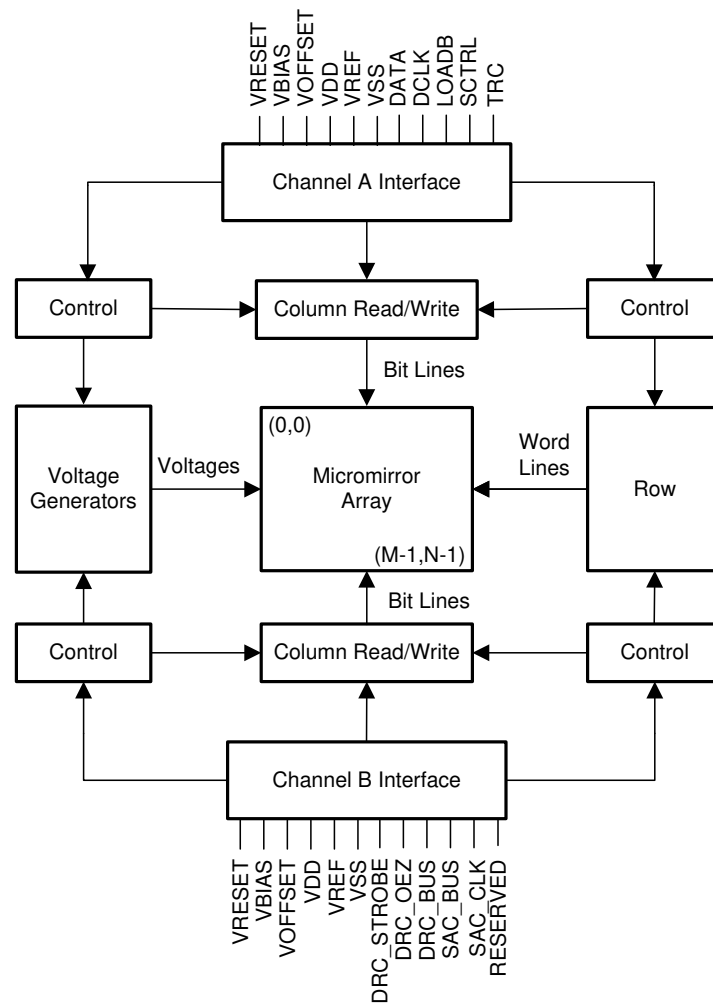 VRESET
VBIAS
VOFFSET
VDD
VREF
VSS
DATA
DCLK
LOADB
SCTRL
TRC
Channel A Interface
Control
Column Read/Write
Control
Bit Lines
(0,0)
Voltage
Generators
Voltages
Micromirror
Array
Word
Lines
Row
(M-1,N-1)
Bit Lines
Control
Column Read/Write
Control
Channel B Interface
VRESET
VBIAS
VOFFSET
VDD
VREF
VSS
DRC_STROBE
DRC_OEZ
DRC_BUS
SAC_BUS
SAC_CLK
RESERVED